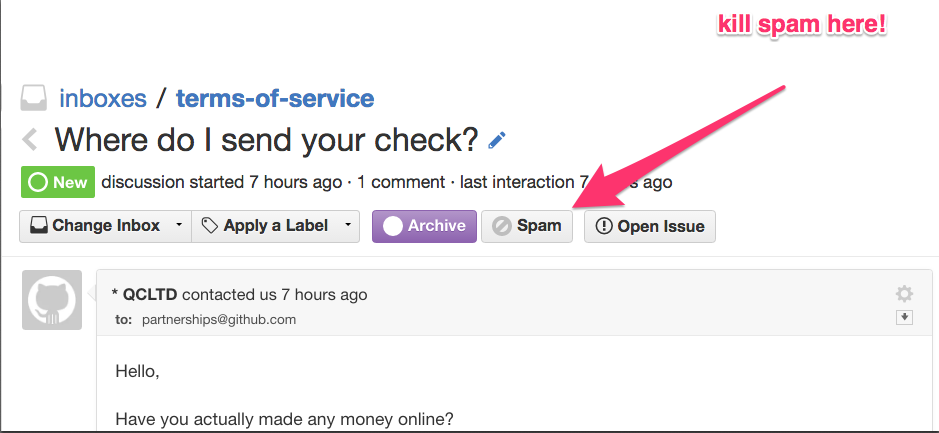 kill spam here!
inboxes / terms-of-service
Where do I send your check?
New discussion started 7 hours ago · 1 comment · last interaction 7 s ago
Change Inbox Apply a Label Archive Spam Open Issue
* QCLTD contacted us 7 hours ago
to: partnerships@github.com
Hello,
Have you actually made any money online?